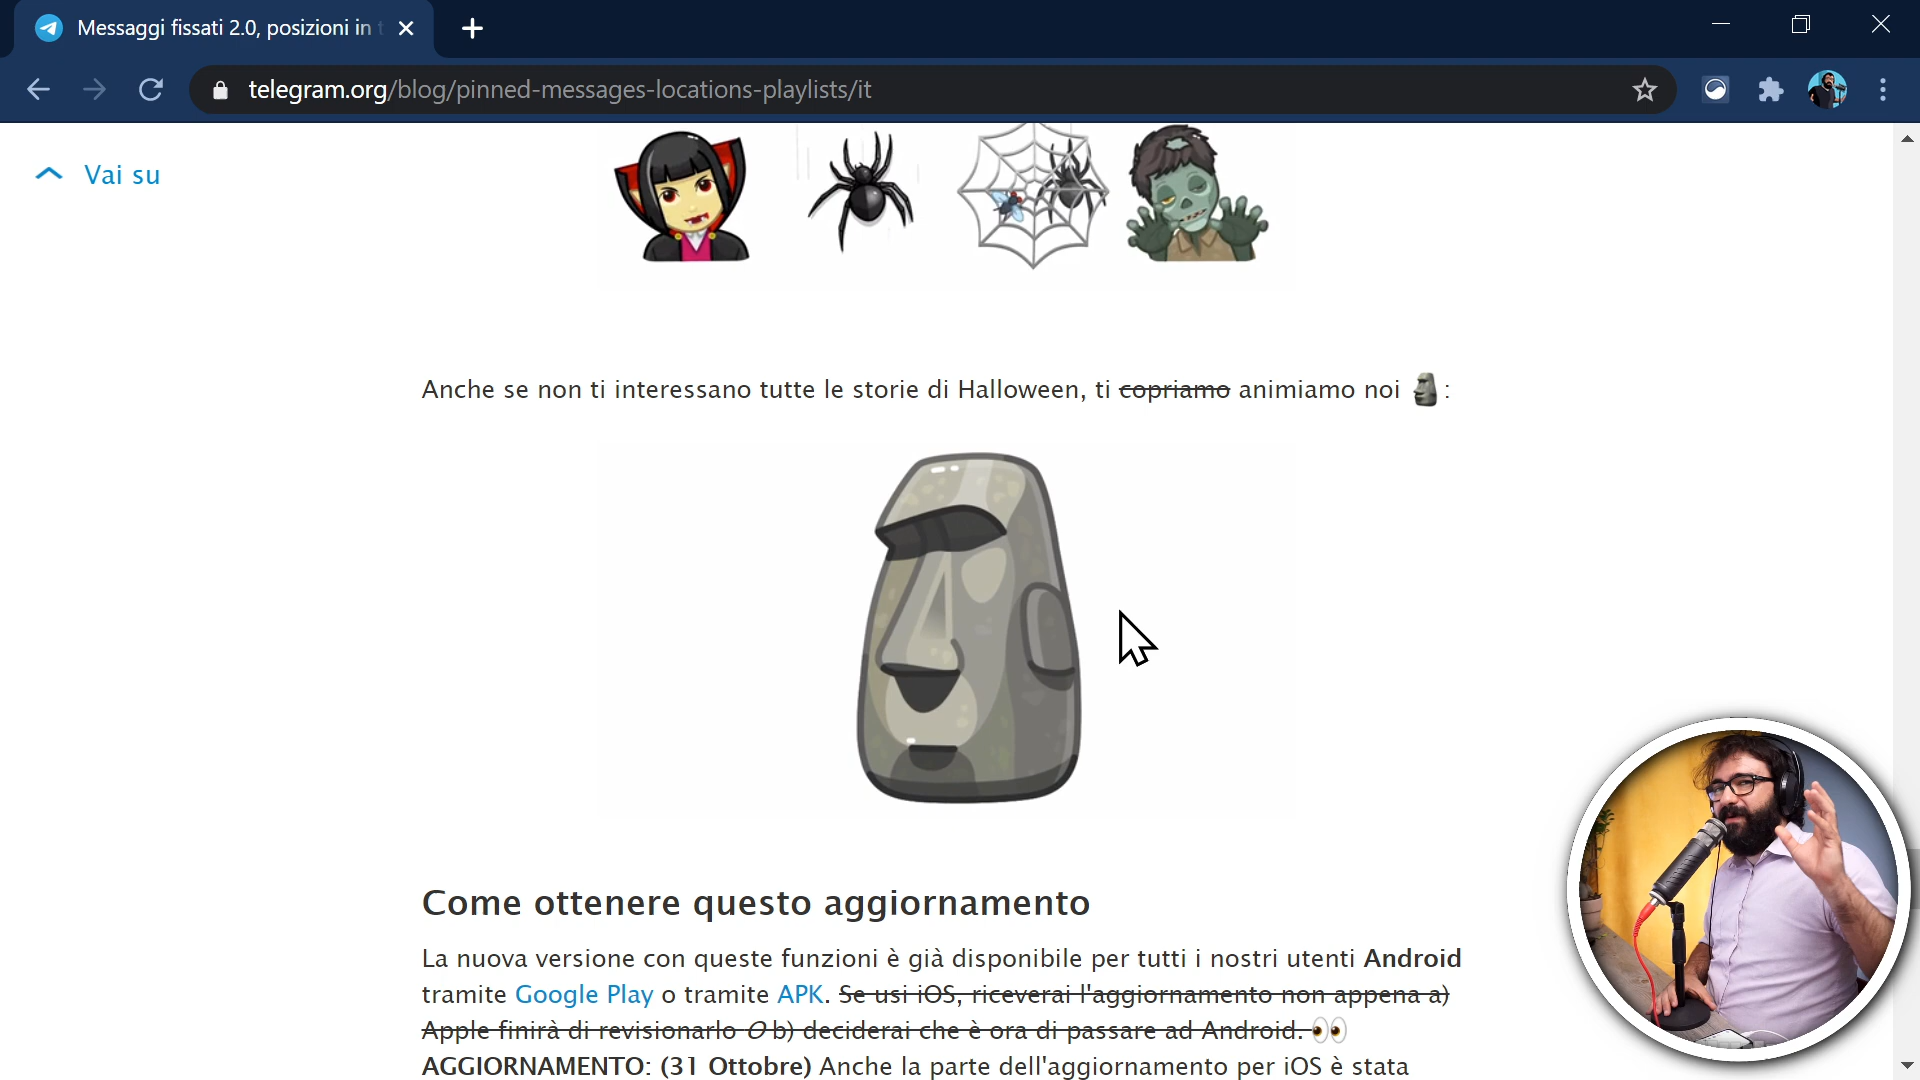 Messaggi fissati 2.0, posizioni in
telegram.org/blog/pinned-messages-locations-playlists/it
Vai su
Anche se non ti interessano tutte le storie di Halloween, ti copriamo animiamo noi 🗿:
Come ottenere questo aggiornamento
La nuova versione con queste funzioni è già disponibile per tutti i nostri utenti Android
tramite Google Play o tramite APK. Se usi iOS, riceverai l'aggiornamento non appena a)
Apple finirà di revisionarlo O b) deciderai che è ora di passare ad Android. 👀
AGGIORNAMENTO: (31 Ottobre) Anche la parte dell'aggiornamento per iOS è stata